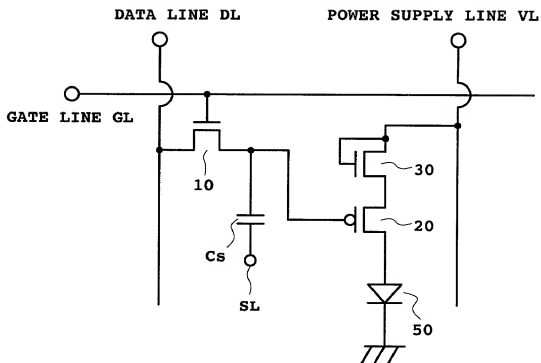 DATA LINE DL
POWER SUPPLY LINE VL
GATE LINE GL
10
30
20
Cs
SL
50